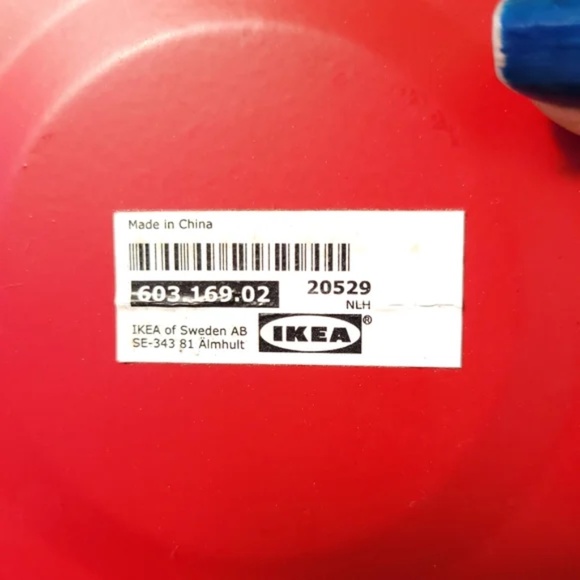 Made in China
603.169.02
20529
NLH
IKEA of Sweden AB
SE-343 81 Älmhult
IKEA®